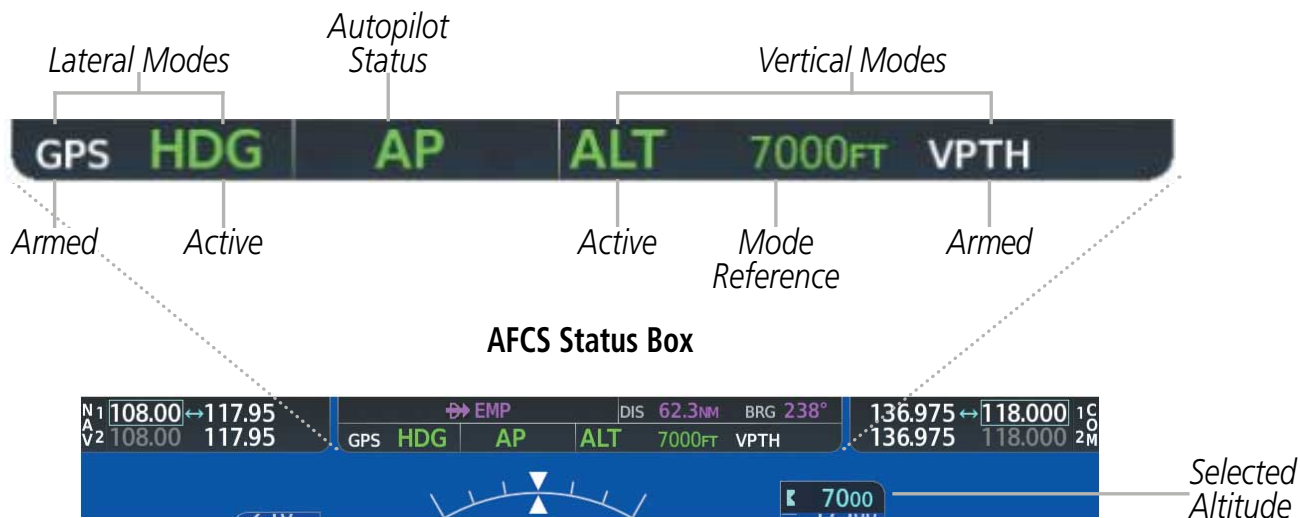 Autopilot
Lateral Modes Status Vertical Modes
GPS HDG AP ALT 7000FT VPTH
Armed Active Active Mode Armed
Reference
AFCS Status Box
N 1 108.00↔117.95 EMP DIS 62.3NM BRG 238° 136.975↔118.000 1 C
A O
V 2 108.00 117.95 GPS HDG AP ALT 7000FT VPTH 136.975 118.000 2 M
Selected
7000
Altitude